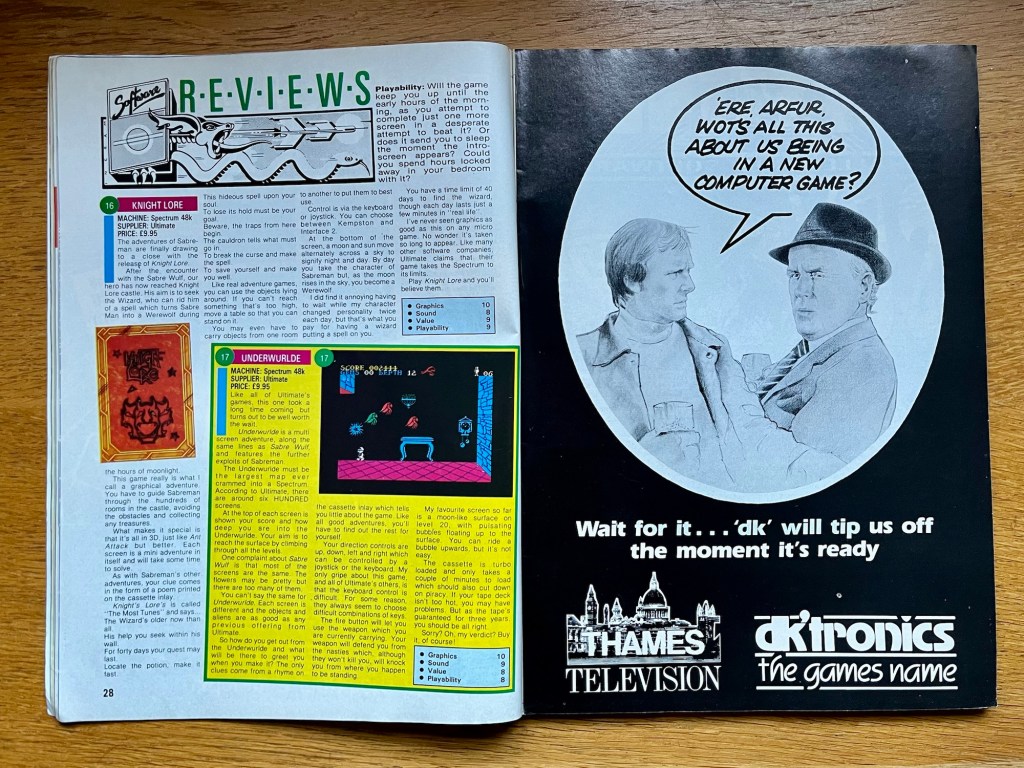 Software
R·E·V·I·E·W·S
Playability: Will the game
keep you up until the
early hours of the morn-
ing, as you attempt to
complete just one more
screen in a desperate
attempt to beat it? Or
does it send you to sleep
the moment the intro-
screen appears? Could
you spend hours locked
away in your bedroom
with it?
16 KNIGHT LORE
MACHINE: Spectrum 48k
SUPPLIER: Ultimate
PRICE: £9.95
The adventures of Sabre-
man are finally drawing
to a close with the
release of Knight Lore.
After the encounter
with the Sabre Wulf, our
hero has now reached Knight
Lore castle. His aim is to seek
the Wizard, who can rid him
of a spell which turns Sabre
Man into a Werewolf during
the hours of moonlight.
This game really is what I
call a graphical adventure.
You have to guide Sabreman
through the hundreds of
rooms in the castle, avoiding
the obstacles and collecting
any treasures.
What makes it special is
that it's all in 3D, just like Ant
Attack but better. Each
screen is a mini adventure in
itself and will take some time
to solve.
As with Sabreman's other
adventures, your clue comes
in the form of a poem printed
on the cassette inlay.
Knight's Lore's is called
"The Most Tunes" and says...
The Wizard's older now than
all.
His help you seek within his
wall.
For forty days your quest may
last.
Locate the potion, make it
fast.
28
This hideous spell upon your
soul.
To lose its hold must be your
goal.
Beware, the traps from here
begin.
The cauldron tells what must
go in.
To break the curse and make
the spell.
To save yourself and make
you well.
Like real adventure games,
you can use the objects lying
around. If you can't reach
something that's too high,
move a table so that you can
stand on it.
You may even have to
carry objects from one room
to another to put them to best
use.
Control is via the keyboard
or joystick. You can choose
between Kempston and
Interface 2.
At the bottom of the
screen, a moon and sun move
alternately across a sky to
signify night and day. By day
you take the character of
Sabreman but, as the moon
rises in the sky, you become a
Werewolf.
I did find it annoying having
to wait while my character
changed personality twice
each day, but that's what you
pay for having a wizard
putting a spell on you.
You have a time limit of 40
days to find the wizard,
though each day lasts just a
few minutes in "real life".
I've never seen graphics as
good as this on any micro
game. No wonder it's taken
so long to appear. Like many
other software companies,
Ultimate claims that their
game takes the Spectrum to
its limits.
Play Knight Lore and you'll
believe them.
● Graphics 10
● Sound 8
● Value 9
● Playability 9
KNIGHT
LORE
17 UNDERWURLDE
MACHINE: Spectrum 48k
SUPPLIER: Ultimate
PRICE: £9.95
Like all of Ultimate's
games, this one took a
long time coming but
turns out to be well worth
the wait.
Underwurlde is a multi
screen adventure, along the
same lines as Sabre Wulf,
and features the further
exploits of Sabreman.
The Underwurlde must be
the largest map ever
crammed into a Spectrum.
According to Ultimate, there
are around six HUNDRED
screens.
At the top of each screen is
shown your score and how
deep you are into the
Underwurlde. Your aim is to
reach the surface by climbing
through all the levels.
One complaint about Sabre
Wulf is that most of the
screens are the same. The
flowers may be pretty but
there are too many of them.
You can't say the same for
Underwurlde. Each screen is
different and the objects and
aliens are as good as any
previous offering from
Ultimate.
So how do you get out from
the Underwurlde and what
will be there to greet you
when you make it? The only
clues come from a rhyme on
17
SCORE 002444
00 DEPTH 12
06
the cassette inlay which tells
you little about the game. Like
all good adventures, you'll
have to find out the rest for
yourself.
Your direction controls are
up, down, left and right which
can be controlled by a
joystick or the keyboard. My
only gripe about this game,
and all of Ultimate's others, is
that the keyboard control is
difficult. For some reason,
they always seem to choose
difficult combinations of keys.
The fire button will let you
use the weapon which you
are currently carrying. Your
weapon will defend you from
the nasties which, although
they won't kill you, will knock
you from where you happen
to be standing.
My favourite screen so far
is a moon-like surface on
level 20, with pulsating
bubbles floating up to the
surface. You can ride a
bubble upwards, but it's not
easy.
The cassette is turbo
loaded and only takes a
couple of minutes to load
which should also cut down
on piracy. If your tape deck
isn't too hot, you may have
problems. But as the tape's
guaranteed for three years,
you should be all right.
Sorry? Oh, my verdict? Buy
it, of course!
● Graphics 10
● Sound 9
● Value 8
● Playability 8
'ERE, ARFUR,
WOT'S ALL THIS
ABOUT US BEING
IN A NEW
COMPUTER GAME?
Wait for it... 'dk' will tip us off
the moment it's ready
THAMES
TELEVISION
dk'tronics
the games name